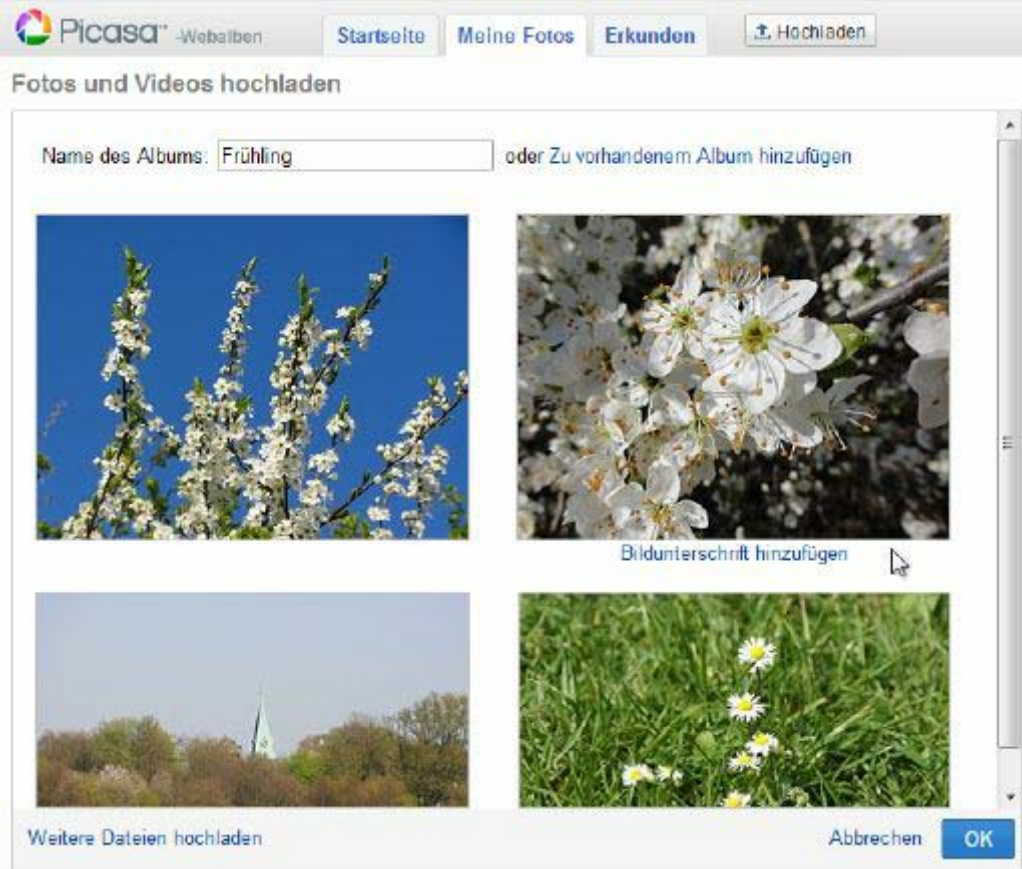 Picasa™ -Webalben
Startseite Meine Fotos Erkunden Hochladen
Fotos und Videos hochladen
Name des Albums: Frühling oder Zu vorhandenem Album hinzufügen
Bildunterschrift hinzufügen
Weitere Dateien hochladen Abbrechen OK